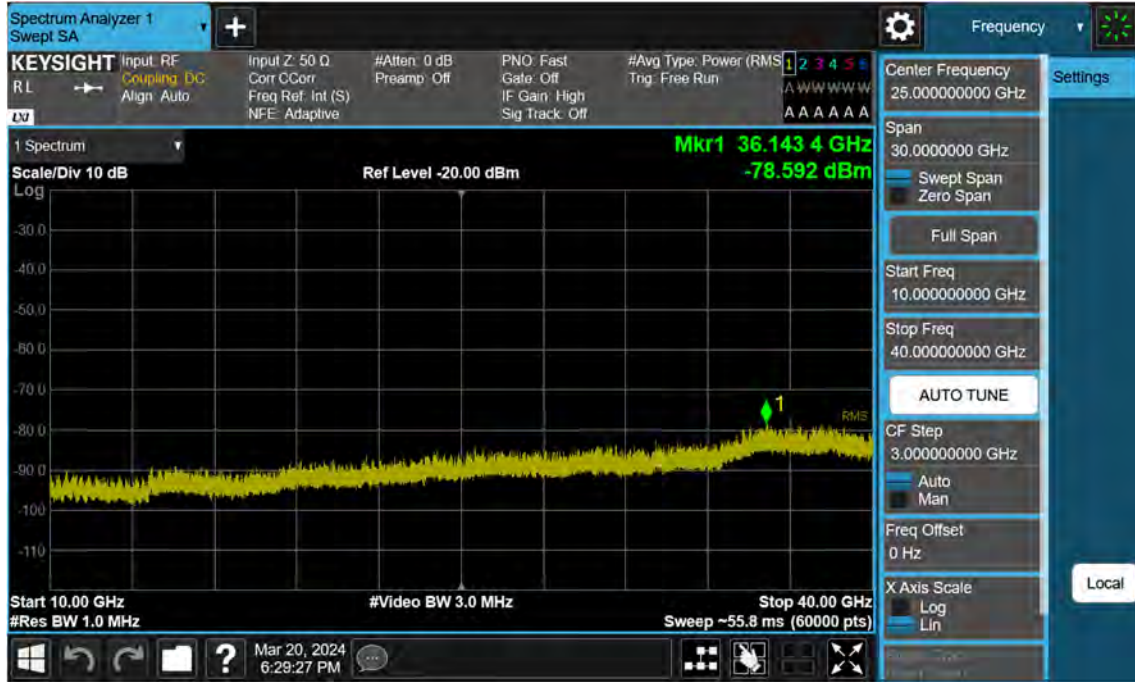 Spectrum Analyzer 1
Swept SA
+
Frequency
KEYSIGHT
RL
LXI
Input: RF
Coupling: DC
Align: Auto
Input Z: 50 Ω
Corr CCorr
Freq Ref: Int (S)
NFE: Adaptive
#Atten: 0 dB
Preamp: Off
PNO: Fast
Gate: Off
IF Gain: High
Sig Track: Off
#Avg Type: Power (RMS
Trig: Free Run
1 2 3 4 5 6
A W W W W W
A A A A A A
1 Spectrum
Scale/Div 10 dB
Log
Ref Level -20.00 dBm
Mkr1 36.143 4 GHz
-78.592 dBm
-30.0
-40.0
-50.0
-60.0
-70.0
-80.0
-90.0
-100
-110
1
RMS
Start 10.00 GHz
#Res BW 1.0 MHz
#Video BW 3.0 MHz
Stop 40.00 GHz
Sweep ~55.8 ms (60000 pts)
Center Frequency
25.000000000 GHz
Span
30.0000000 GHz
Swept Span
Zero Span
Full Span
Start Freq
10.000000000 GHz
Stop Freq
40.000000000 GHz
AUTO TUNE
CF Step
3.000000000 GHz
Auto
Man
Freq Offset
0 Hz
X Axis Scale
Log
Lin
Settings
Local
?
Mar 20, 2024
6:29:27 PM